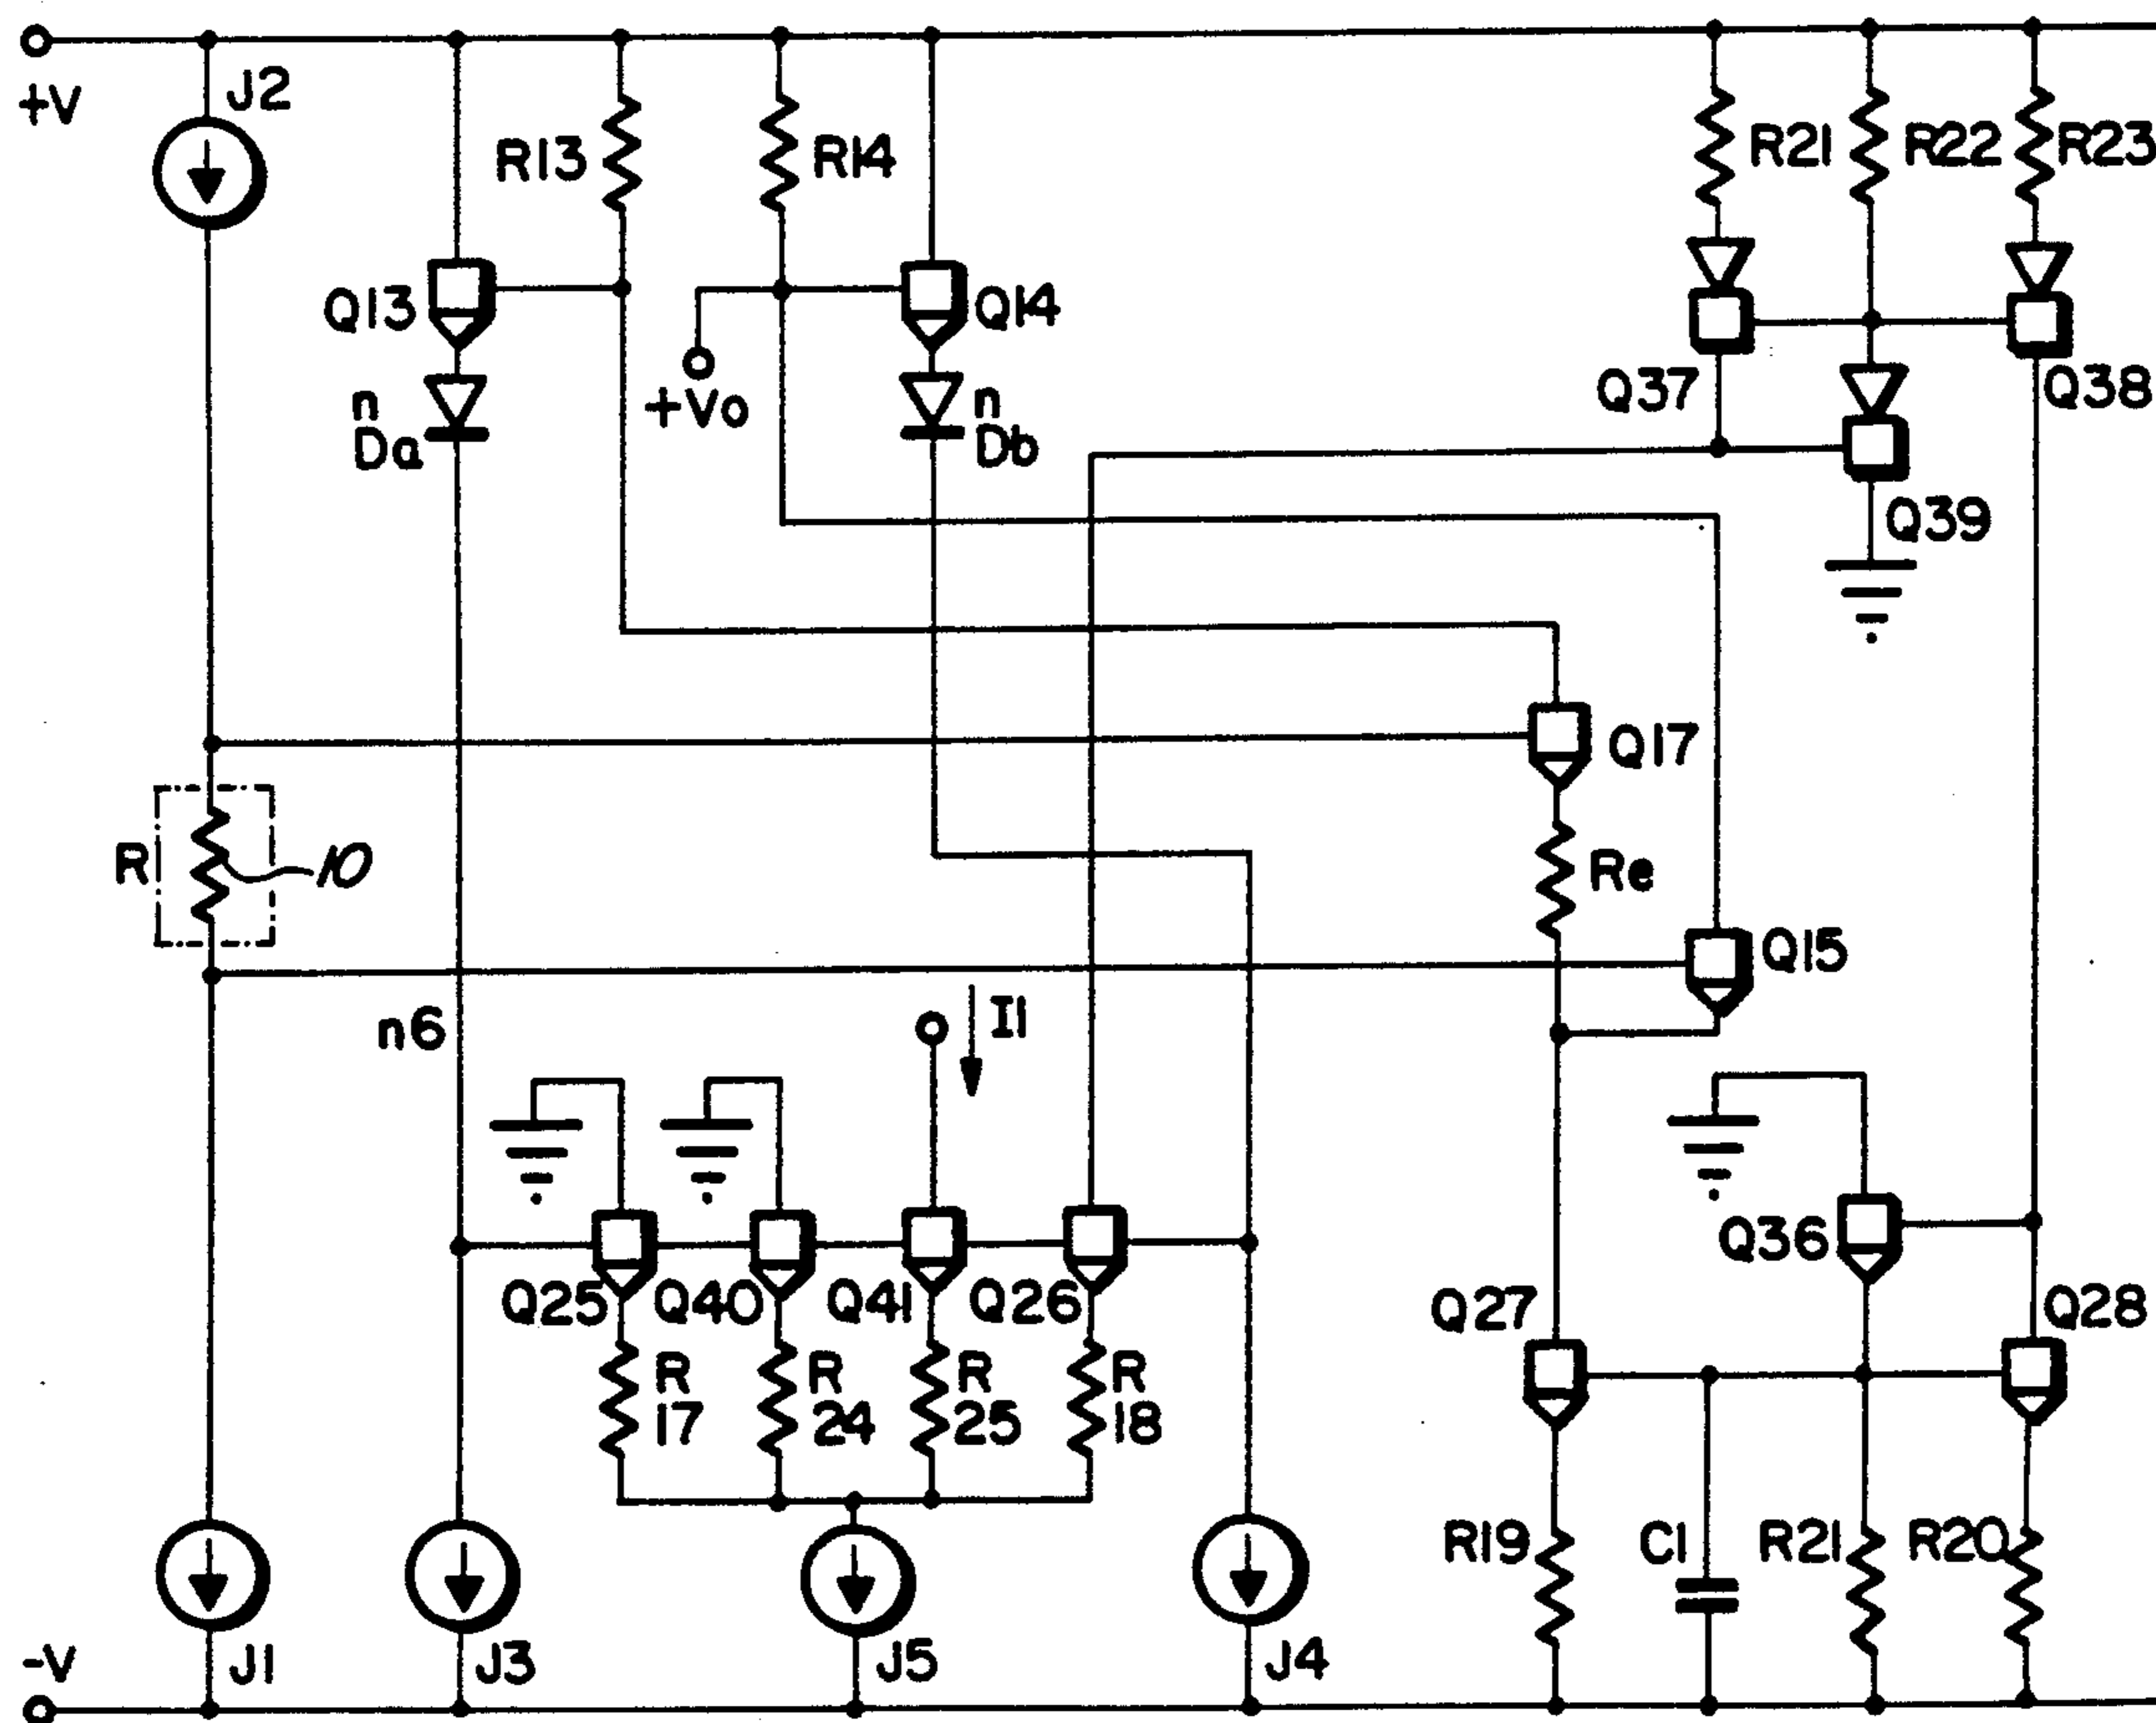 +V
J2
R13
R14
R21
R22
R23
Q13
Q14
+Vo
n
Da
n
Db
Q37
Q38
Q39
Q17
R
10
Re
Q15
n6
I1
Q36
Q25
Q40
Q41
Q26
Q27
Q28
R
17
R
24
R
25
R
18
R19
C1
R21
R20
-V
J1
J3
J5
J4